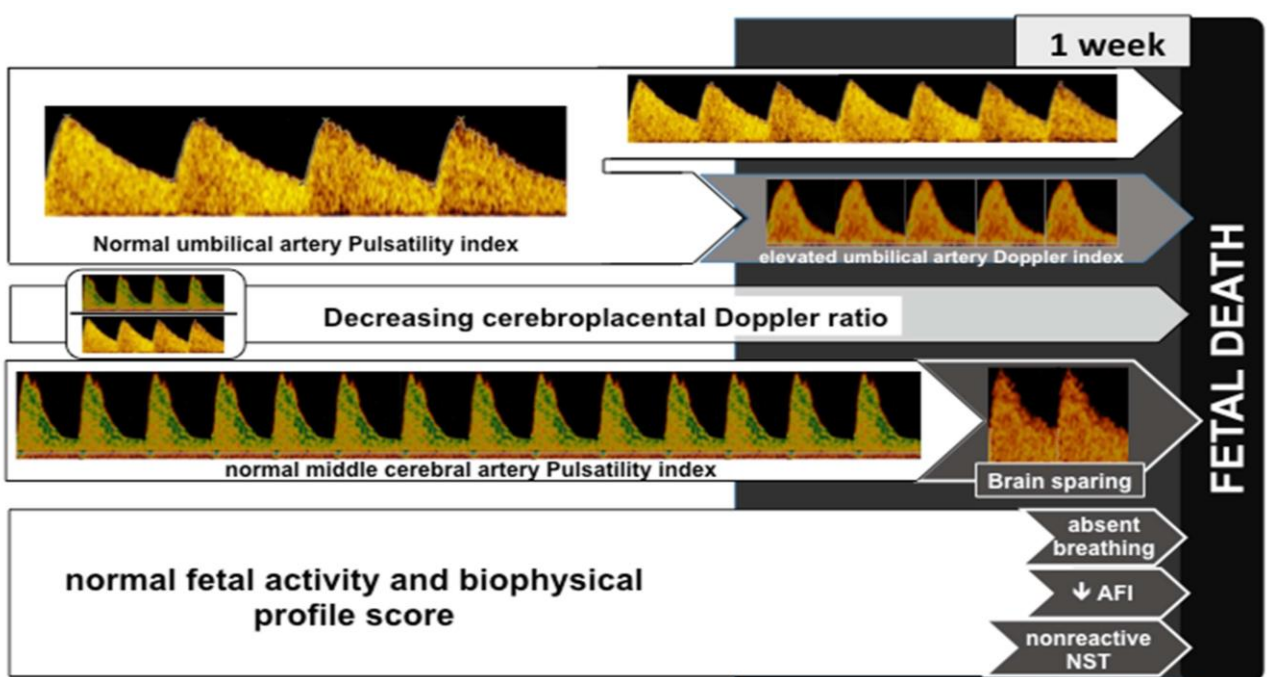 1 week
Normal umbilical artery Pulsatility index
elevated umbilical artery Doppler index
Decreasing cerebroplacental Doppler ratio
normal middle cerebral artery Pulsatility index
Brain sparing
normal fetal activity and biophysical
profile score
absent
breathing
↓ AFI
nonreactive
NST
FETAL DEATH